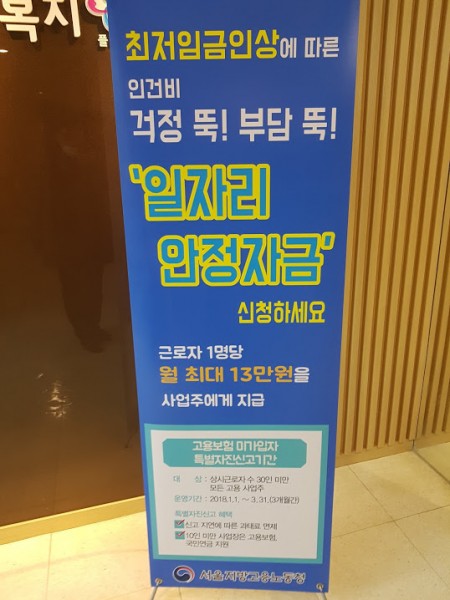 복지
최저임금인상에 따른
인건비
걱정 뚝! 부담 뚝!
'일자리
안정자금'
신청하세요
근로자 1명당
월 최대 13만원을
사업주에게 지급
고용보험 미가입자
특별자진신고기간
대 상 : 상시근로자 수 30인 미만
모든 고용 사업주
운영기간 : 2018.1.1. ~ 3.31.(3개월간)
특별자진신고 혜택
신고 지연에 따른 과태료 면제
10인 미만 사업장은 고용보험,
국민연금 지원
서울지방고용노동청